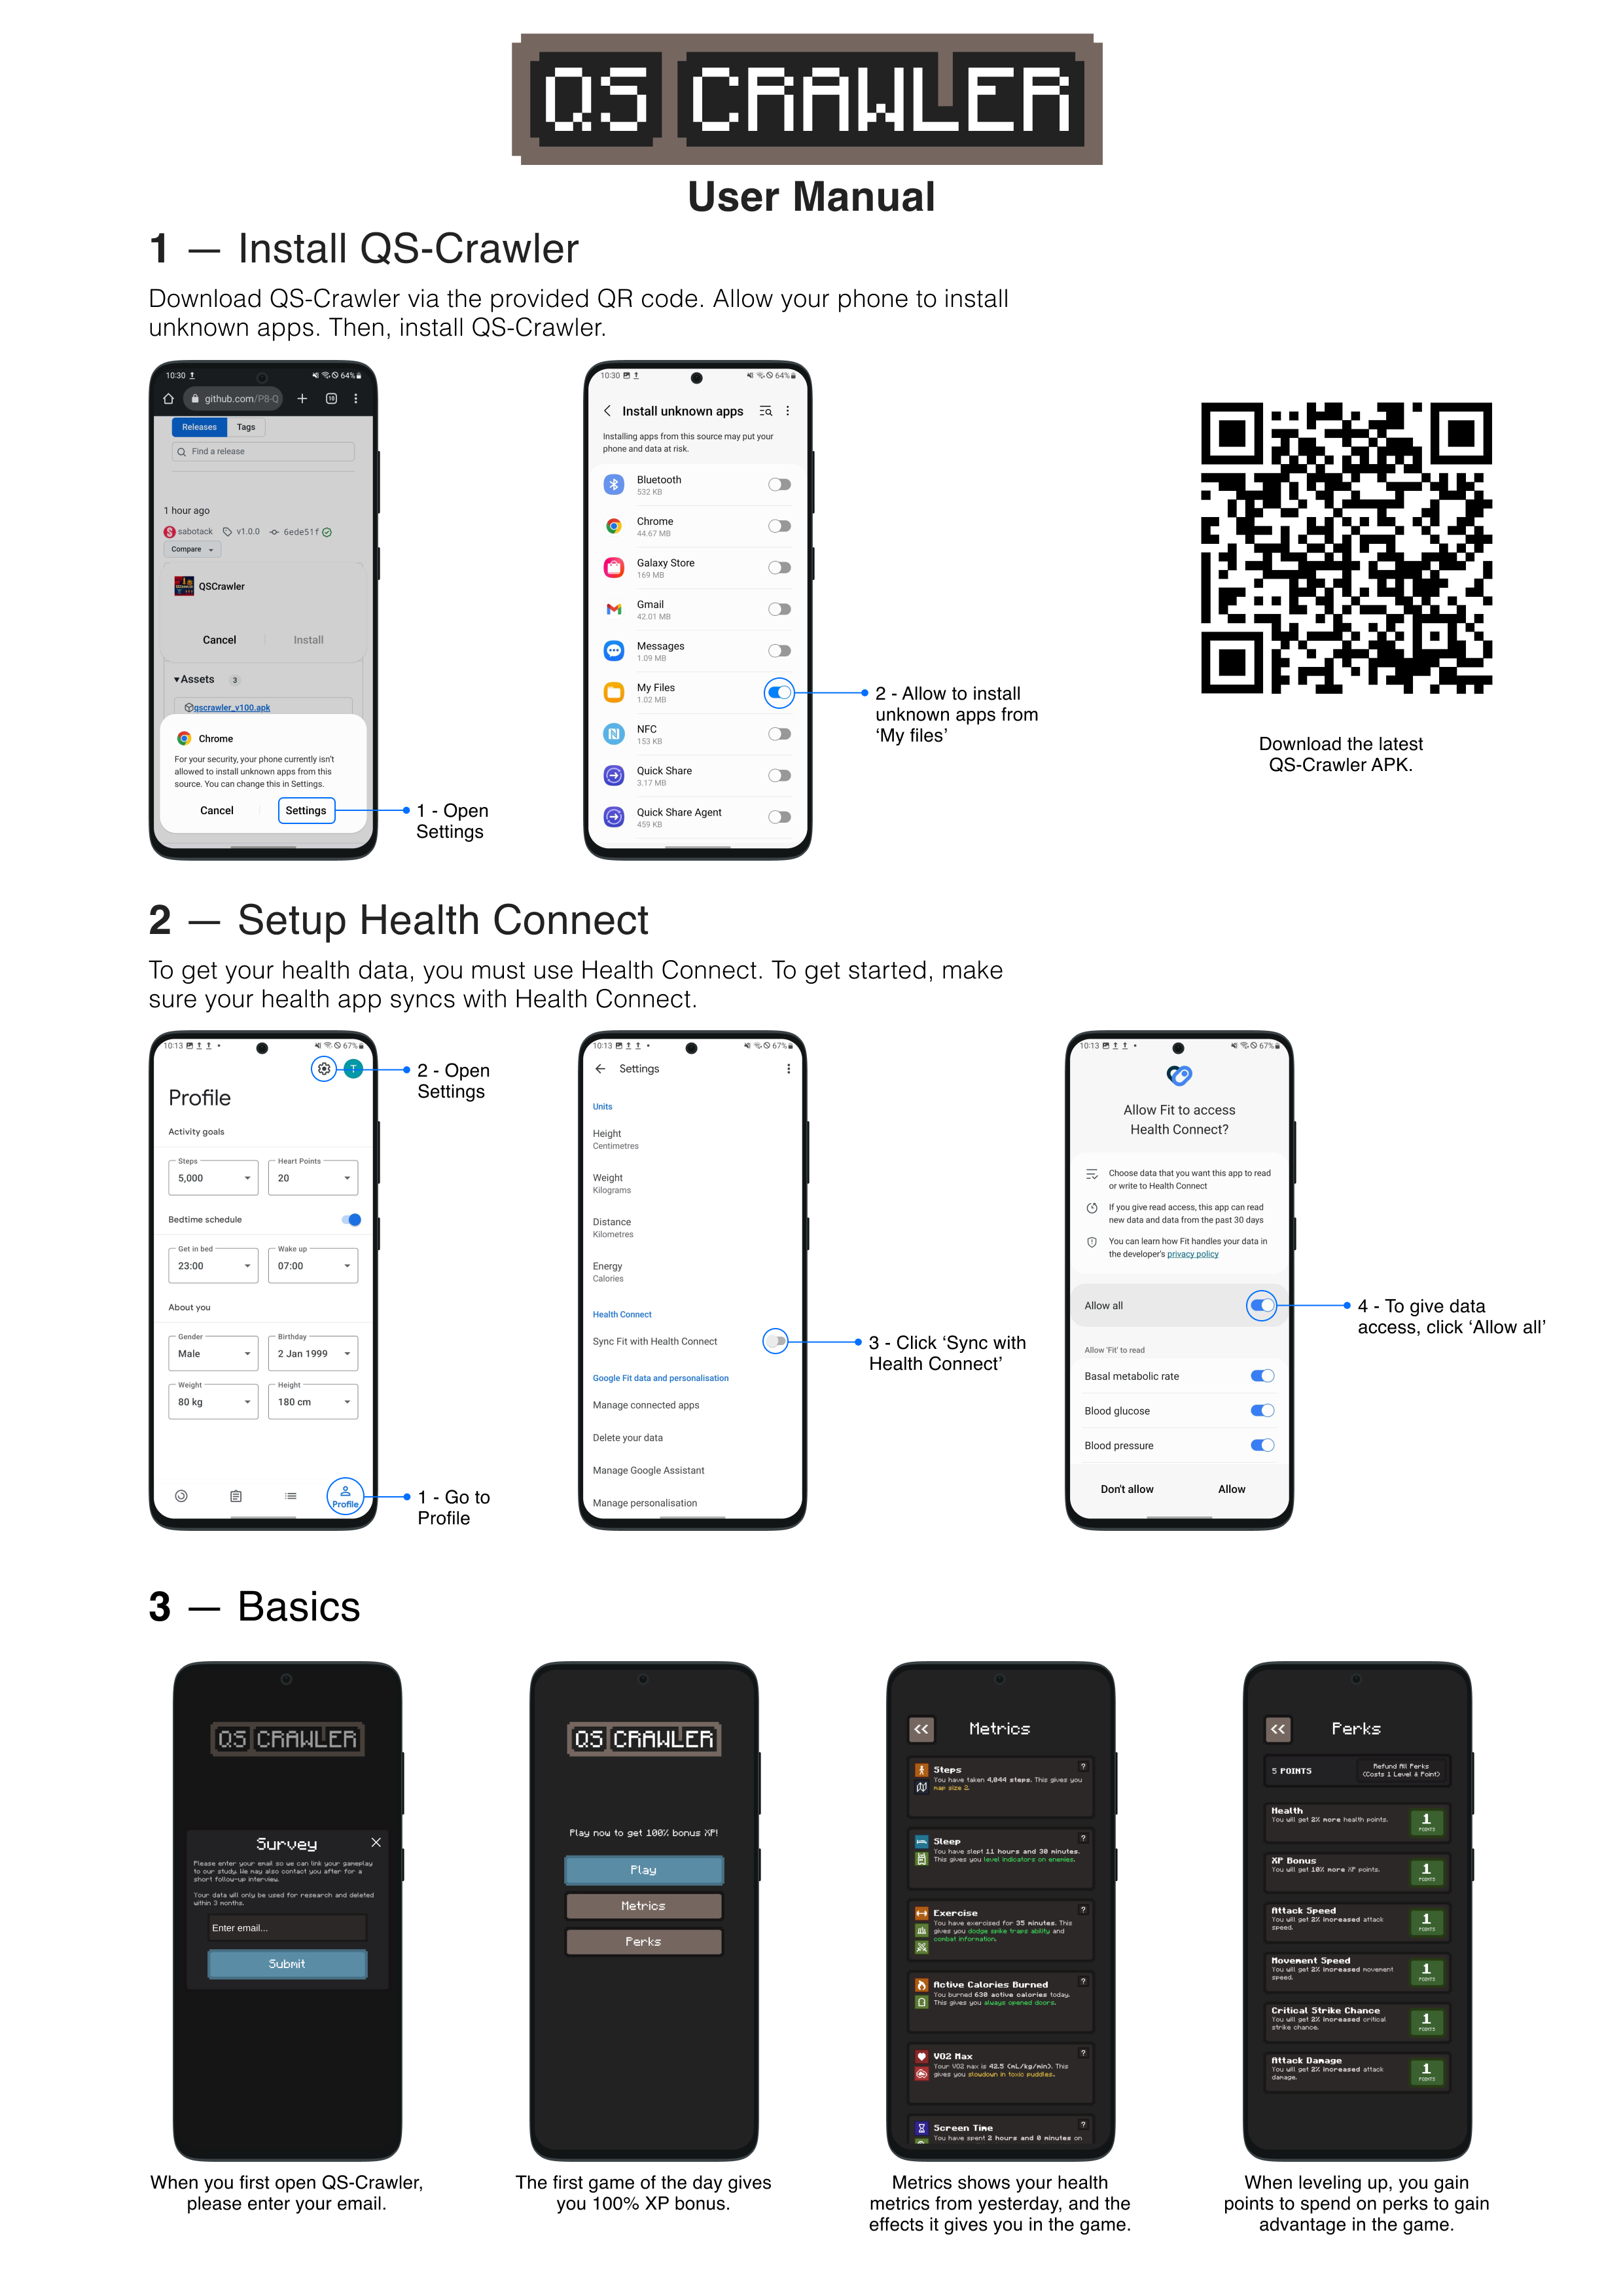 QS CRAWLER
User Manual
1 — Install QS-Crawler
Download QS-Crawler via the provided QR code. Allow your phone to install
unknown apps. Then, install QS-Crawler.
10:30
64%
github.com/P8-Q
18
Releases
Tags
Find a release
1 hour ago
sabotack
v1.0.0
6ede51f
Compare
QSCrawler
Cancel
Install
Assets
3
qscrawler_v100.apk
Chrome
For your security, your phone currently isn't
allowed to install unknown apps from this
source. You can change this in Settings.
Cancel
Settings
1 - Open
Settings
10:30
64%
Install unknown apps
Installing apps from this source may put your
phone and data at risk.
Bluetooth
532 KB
Chrome
44.67 MB
Galaxy Store
169 MB
Gmail
42.01 MB
Messages
1.09 MB
My Files
1.02 MB
NFC
153 KB
Quick Share
3.17 MB
Quick Share Agent
459 KB
2 - Allow to install
unknown apps from
‘My files’
Download the latest
QS-Crawler APK.
2 — Setup Health Connect
To get your health data, you must use Health Connect. To get started, make
sure your health app syncs with Health Connect.
10:13
67%
T
Profile
Activity goals
Steps
5,000
Heart Points
20
Bedtime schedule
Get in bed
23:00
Wake up
07:00
About you
Gender
Male
Birthday
2 Jan 1999
Weight
80 kg
Height
180 cm
Profile
2 - Open
Settings
1 - Go to
Profile
10:13
67%
Settings
Units
Height
Centimetres
Weight
Kilograms
Distance
Kilometres
Energy
Calories
Health Connect
Sync Fit with Health Connect
Google Fit data and personalisation
Manage connected apps
Delete your data
Manage Google Assistant
Manage personalisation
3 - Click ‘Sync with
Health Connect’
10:13
67%
Allow Fit to access
Health Connect?
Choose data that you want this app to read
or write to Health Connect
If you give read access, this app can read
new data and data from the past 30 days
You can learn how Fit handles your data in
the developer's privacy policy
Allow all
Allow 'Fit' to read
Basal metabolic rate
Blood glucose
Blood pressure
Don't allow
Allow
4 - To give data
access, click ‘Allow all’
3 — Basics
QS CRAWLER
Survey
Please enter your email so we can link your gameplay
to our study. We may also contact you after for a
short follow-up interview.
Your data will only be used for research and deleted
within 3 months.
Enter email...
Submit
When you first open QS-Crawler,
please enter your email.
QS CRAWLER
Play now to get 100% bonus XP!
Play
Metrics
Perks
The first game of the day gives
you 100% XP bonus.
<<
Metrics
Steps
?
You have taken 4,044 steps. This gives you
map size 2.
Sleep
?
You have slept 11 hours and 30 minutes.
This gives you level indicators on enemies.
Exercise
?
You have exercised for 35 minutes. This
gives you dodge spike traps ability and
combat information.
Active Calories Burned
?
You burned 630 active calories today.
This gives you always opened doors.
VO2 Max
?
Your VO2 max is 42.5 (mL/kg/min). This
gives you slowdown in toxic puddles.
Screen Time
?
You have spent 2 hours and 0 minutes on
Metrics shows your health
metrics from yesterday, and the
effects it gives you in the game.
<<
Perks
5 POINTS
Refund All Perks
(Costs 1 Level & Point)
Health
You will get 2% more health points.
1
POINTS
XP Bonus
You will get 10% more XP points.
1
POINTS
Attack Speed
You will get 2% increased attack
speed.
1
POINTS
Movement Speed
You will get 2% increased movement
speed.
1
POINTS
Critical Strike Chance
You will get 2% increased critical
strike chance.
1
POINTS
Attack Damage
You will get 2% increased attack
damage.
1
POINTS
When leveling up, you gain
points to spend on perks to gain
advantage in the game.